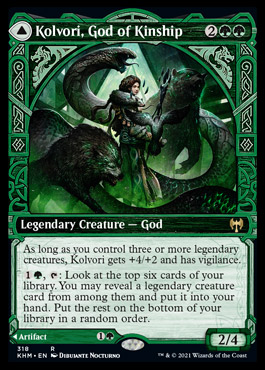 Kolvori, God of Kinship 2
Legendary Creature — God
As long as you control three or more legendary
creatures, Kolvori gets +4/+2 and has vigilance.
1 , : Look at the top six cards of your
library. You may reveal a legendary creature
card from among them and put it into your
hand. Put the rest on the bottom of your
library in a random order.
Artifact 1
2/4
318 R
KHM • EN DIBUJANTE NOCTURNO
™ & © 2021 Wizards of the Coast